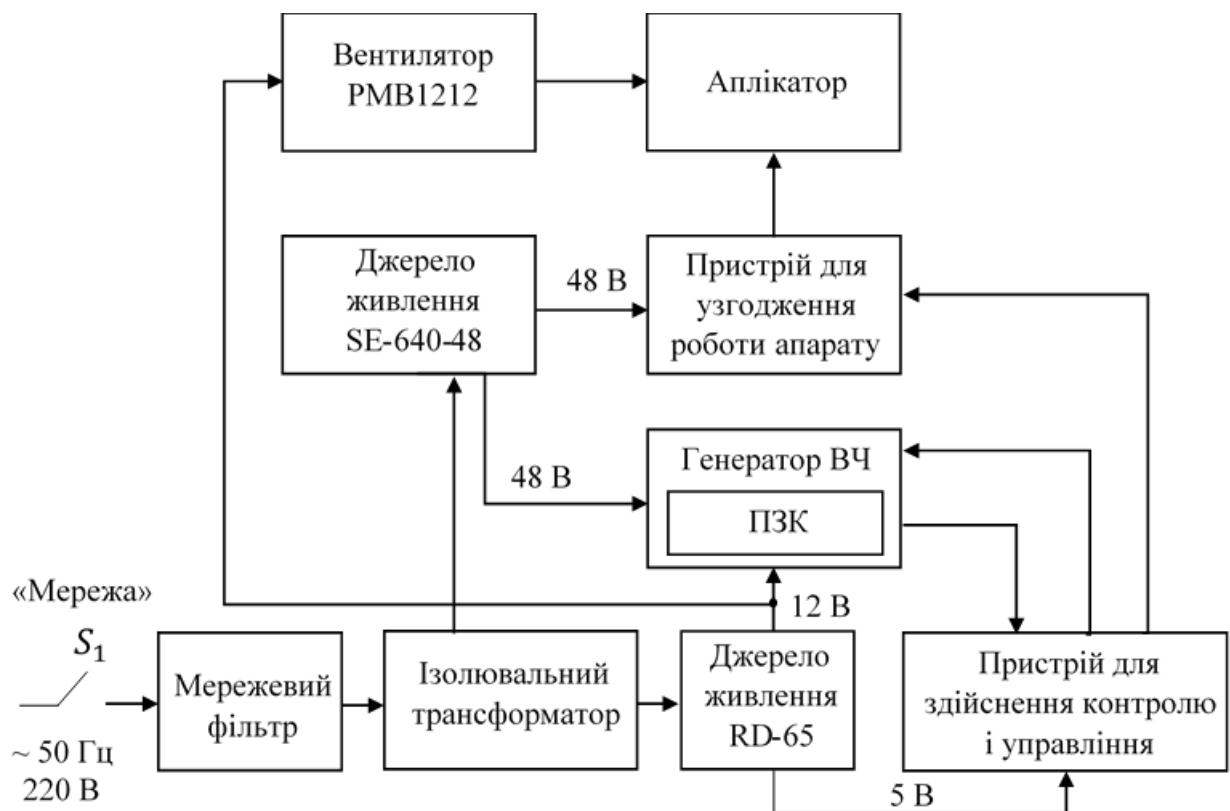 Вентилятор
PMB1212
Аплікатор
Джерело
живлення
SE-640-48
48 В
Пристрій для
узгодження
роботи апарату
48 В
Генератор ВЧ
ПЗК
«Мережа»
S₁
~ 50 Гц
220 В
Мережевий
фільтр
Ізолювальний
трансформатор
12 В
Джерело
живлення
RD-65
5 В
Пристрій для
здійснення контролю
і управління